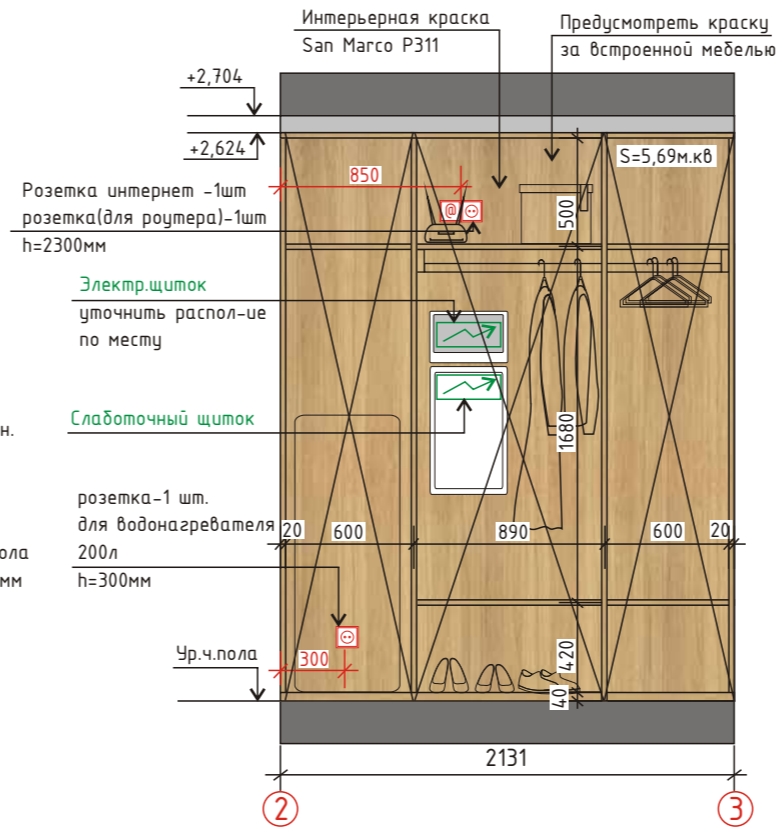 Интерьерная краска
San Marco P311
Предусмотреть краску
за встроенной мебелью
+2,704
+2,624
S=5,69м.кв
850
Розетка интернет -1шт
розетка(для роутера)-1шт
h=2300мм
@
500
Электр.щиток
уточнить распол-ие
по месту
Слаботочный щиток
н.
1680
розетка-1 шт.
для водонагревателя
200л
h=300мм
ола
мм
20
600
890
600
20
Ур.ч.пола
300
420
40
2131
2
3